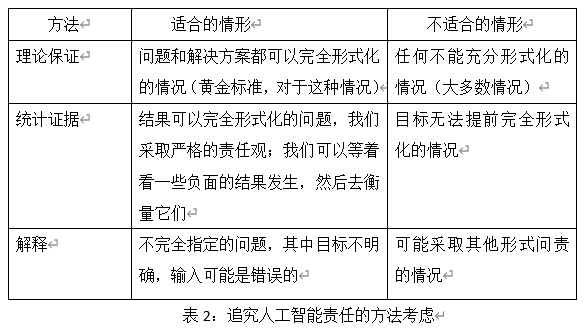 方法 适合的情形 不适合的情形
理论保证 问题和解决方案都可以完全形式化 任何不能充分形式化的
的情况（黄金标准，对于这种情况） 情况（大多数情况）
统计证据 结果可以完全形式化的问题，我们 目标无法提前完全形式
采取严格的责任观；我们可以等着 化的情况
看一些负面的结果发生，然后去衡
量它们
解释 不完全指定的问题，其中目标不明 可能采取其他形式问责
确，输入可能是错误的 的情况
表 2：追究人工智能责任的方法考虑